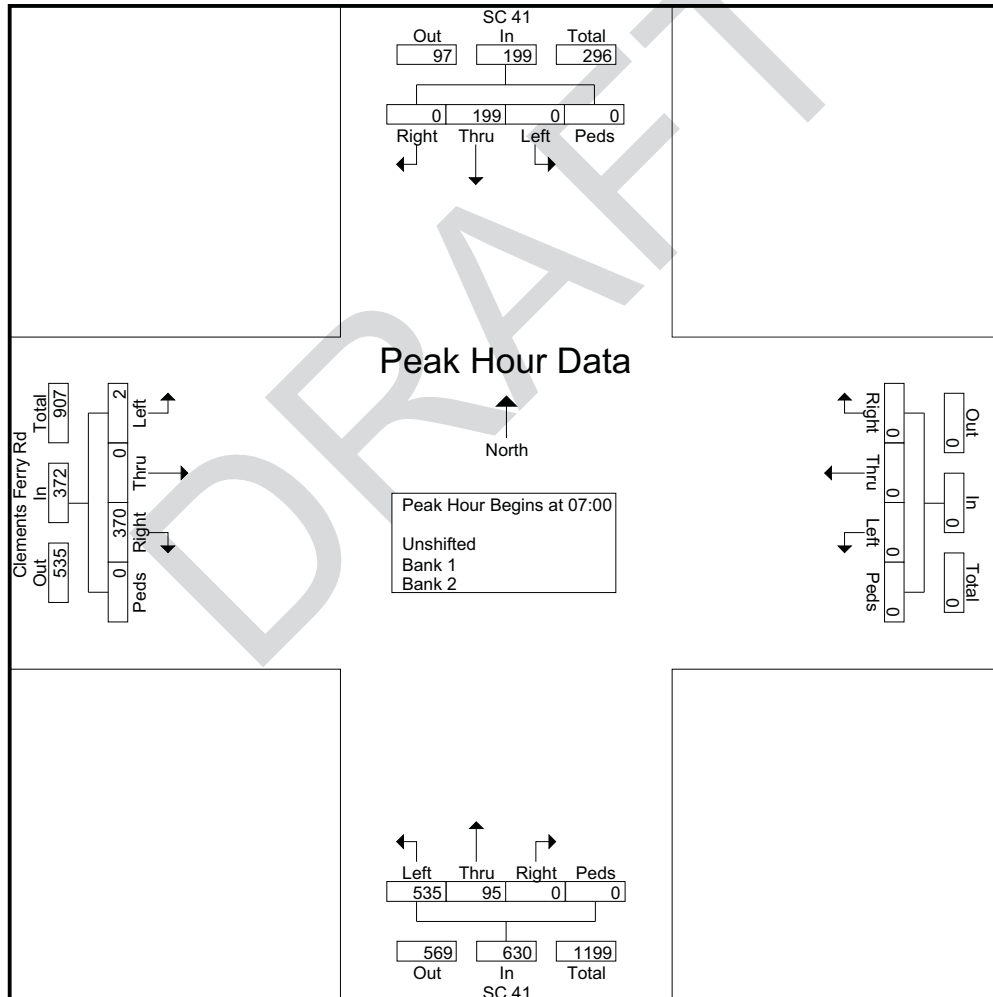 SC 41
Out In Total
97 199 296
0 199 0 0
Right Thru Left Peds
DRAFT
Peak Hour Data
North
Peak Hour Begins at 07:00
Unshifted
Bank 1
Bank 2
Clements Ferry Rd
Out In Total
535 372 907
2 0 370 0
Left Thru Right Peds
Right Thru Left Peds
0 0 0 0
Out In Total
0 0 0
Left Thru Right Peds
535 95 0 0
569 630 1199
Out In Total
SC 41